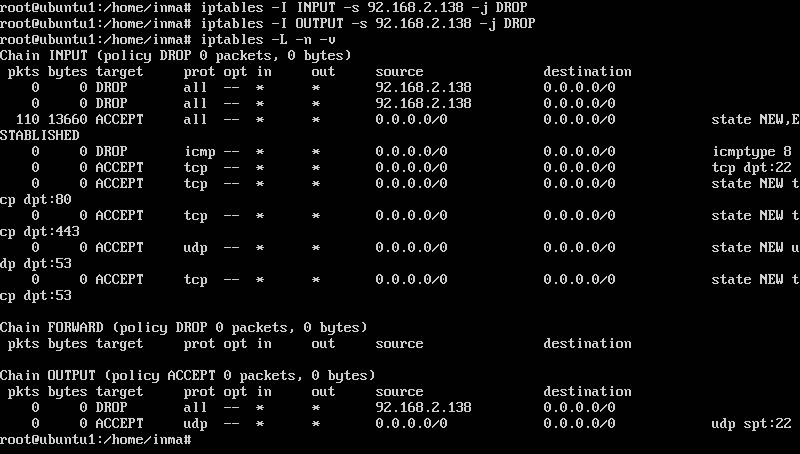 root@ubuntu1:/home/inma# iptables -I INPUT -s 92.168.2.138 -j DROP
root@ubuntu1:/home/inma# iptables -I OUTPUT -s 92.168.2.138 -j DROP
root@ubuntu1:/home/inma# iptables -L -n -v
Chain INPUT (policy DROP 0 packets, 0 bytes)
 pkts bytes target     prot opt in     out     source               destination
    0     0 DROP       all  --  *      *       92.168.2.138         0.0.0.0/0
    0     0 DROP       all  --  *      *       92.168.2.138         0.0.0.0/0
  110 13660 ACCEPT     all  --  *      *       0.0.0.0/0            0.0.0.0/0            state NEW,E
STABLISHED
    0     0 DROP       icmp --  *      *       0.0.0.0/0            0.0.0.0/0            icmptype 8
    0     0 ACCEPT     tcp  --  *      *       0.0.0.0/0            0.0.0.0/0            tcp dpt:22
    0     0 ACCEPT     tcp  --  *      *       0.0.0.0/0            0.0.0.0/0            state NEW t
cp dpt:80
    0     0 ACCEPT     tcp  --  *      *       0.0.0.0/0            0.0.0.0/0            state NEW t
cp dpt:443
    0     0 ACCEPT     udp  --  *      *       0.0.0.0/0            0.0.0.0/0            state NEW u
dp dpt:53
    0     0 ACCEPT     tcp  --  *      *       0.0.0.0/0            0.0.0.0/0            state NEW t
cp dpt:53
Chain FORWARD (policy DROP 0 packets, 0 bytes)
 pkts bytes target     prot opt in     out     source               destination
Chain OUTPUT (policy ACCEPT 0 packets, 0 bytes)
 pkts bytes target     prot opt in     out     source               destination
    0     0 DROP       all  --  *      *       92.168.2.138         0.0.0.0/0
    0     0 ACCEPT     udp  --  *      *       0.0.0.0/0            0.0.0.0/0            udp spt:22
root@ubuntu1:/home/inma#